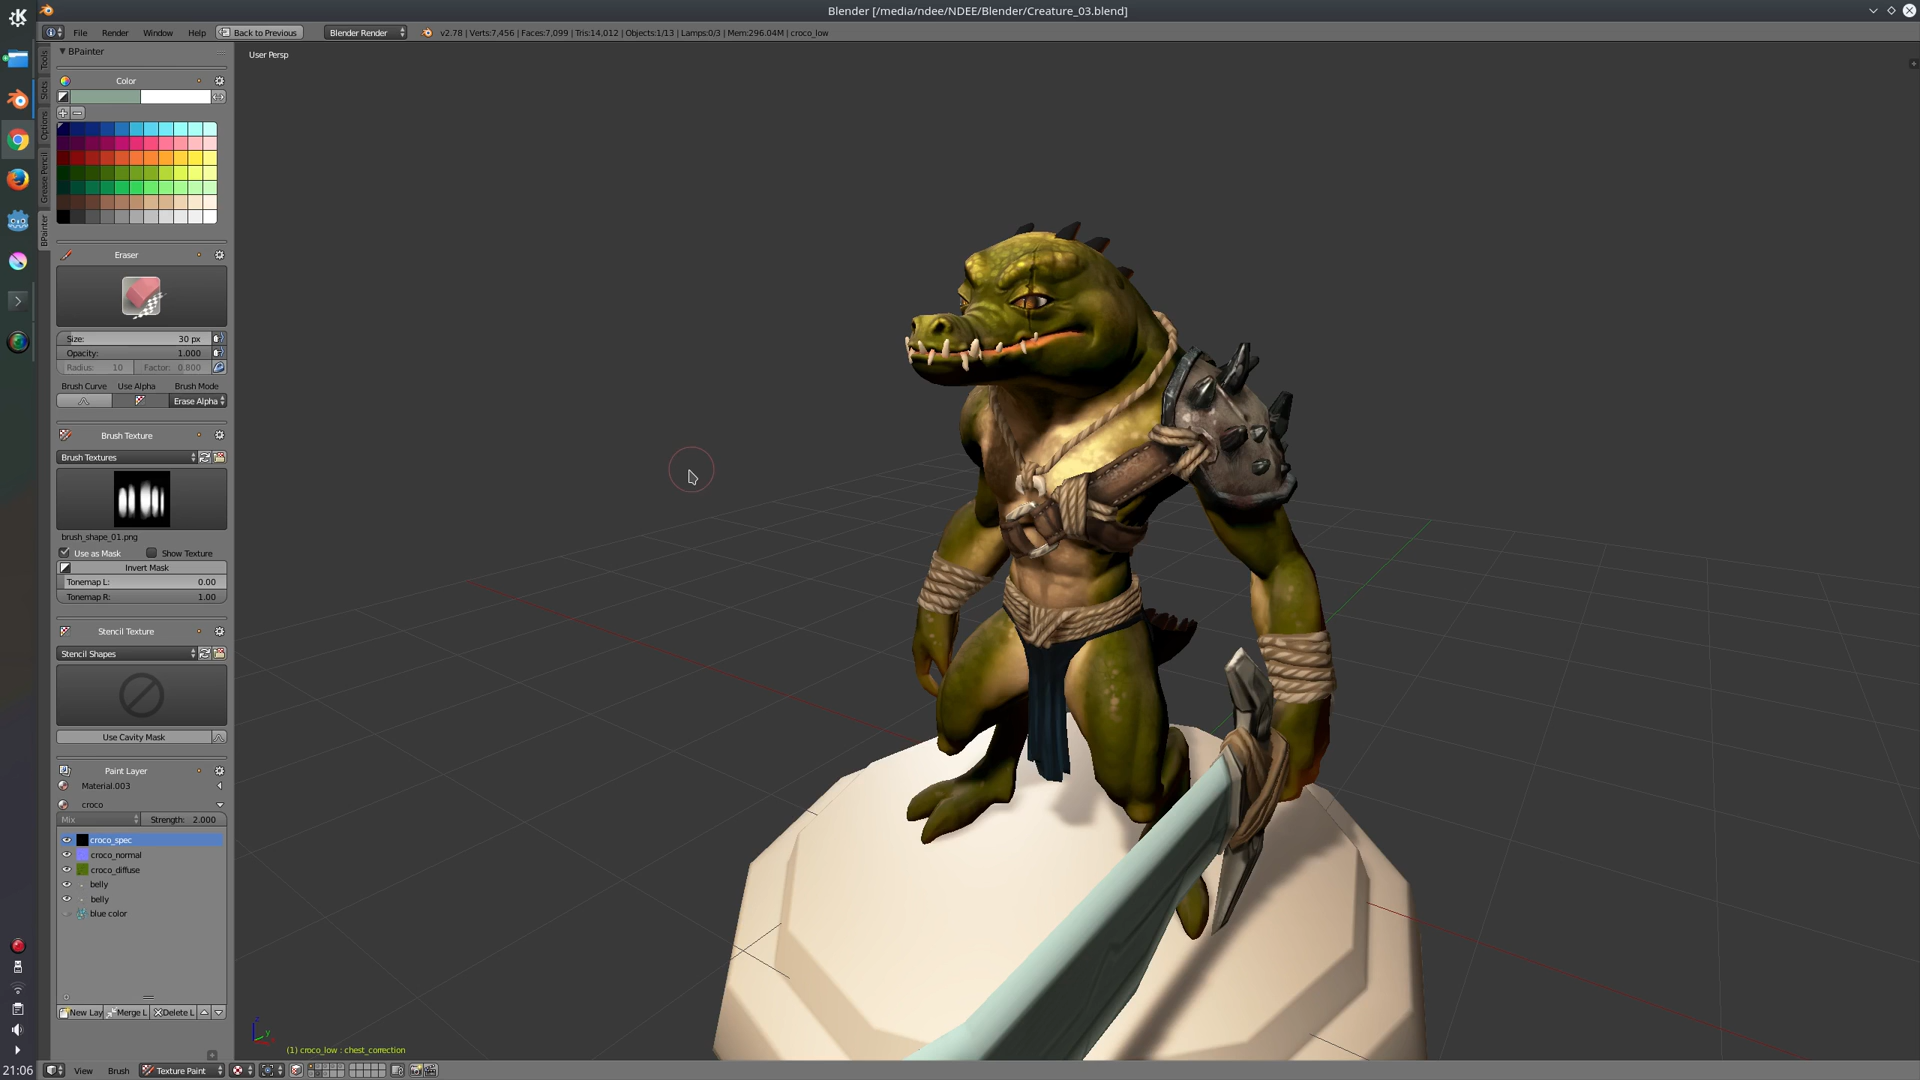 Blender [/media/ndee/NDEE/Blender/Creature_03.blend]
File Render Window Help Back to Previous Blender Render v2.78 | Verts:7,456 | Faces:7,099 | Tris:14,012 | Objects:1/13 | Lamps:0/3 | Mem:296.04M | croco_low
BPainter
User Persp
Tools
Slots
Options
Grease Pencil
BPainter
Color
Eraser
Size: 30 px
Opacity: 1.000
Radius: 10 Factor: 0.800
Brush Curve Use Alpha Brush Mode
Erase Alpha
Brush Texture
Brush Textures
brush_shape_01.png
Use as Mask Show Texture
Invert Mask
Tonemap L: 0.00
Tonemap R: 1.00
Stencil Texture
Stencil Shapes
Use Cavity Mask
Paint Layer
Material.003
croco
Mix Strength: 2.000
croco_spec
croco_normal
croco_diffuse
belly
belly
blue color
New Lay Merge L Delete L
z
y
(1) croco_low : chest_correction
21:06 View Brush Texture Paint